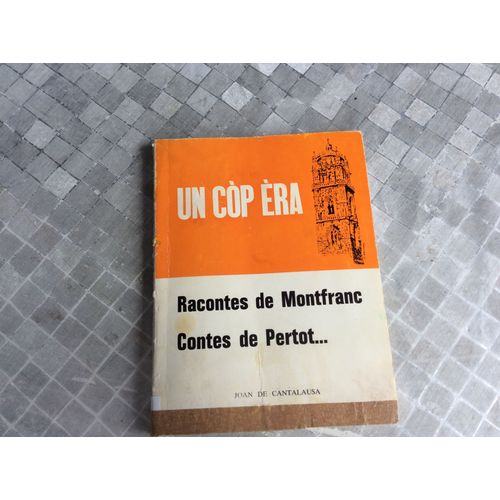 UN CÒP ÈRA
Racontes de Montfranc
Contes de Pertot...
JOAN DE CANTALAUSA